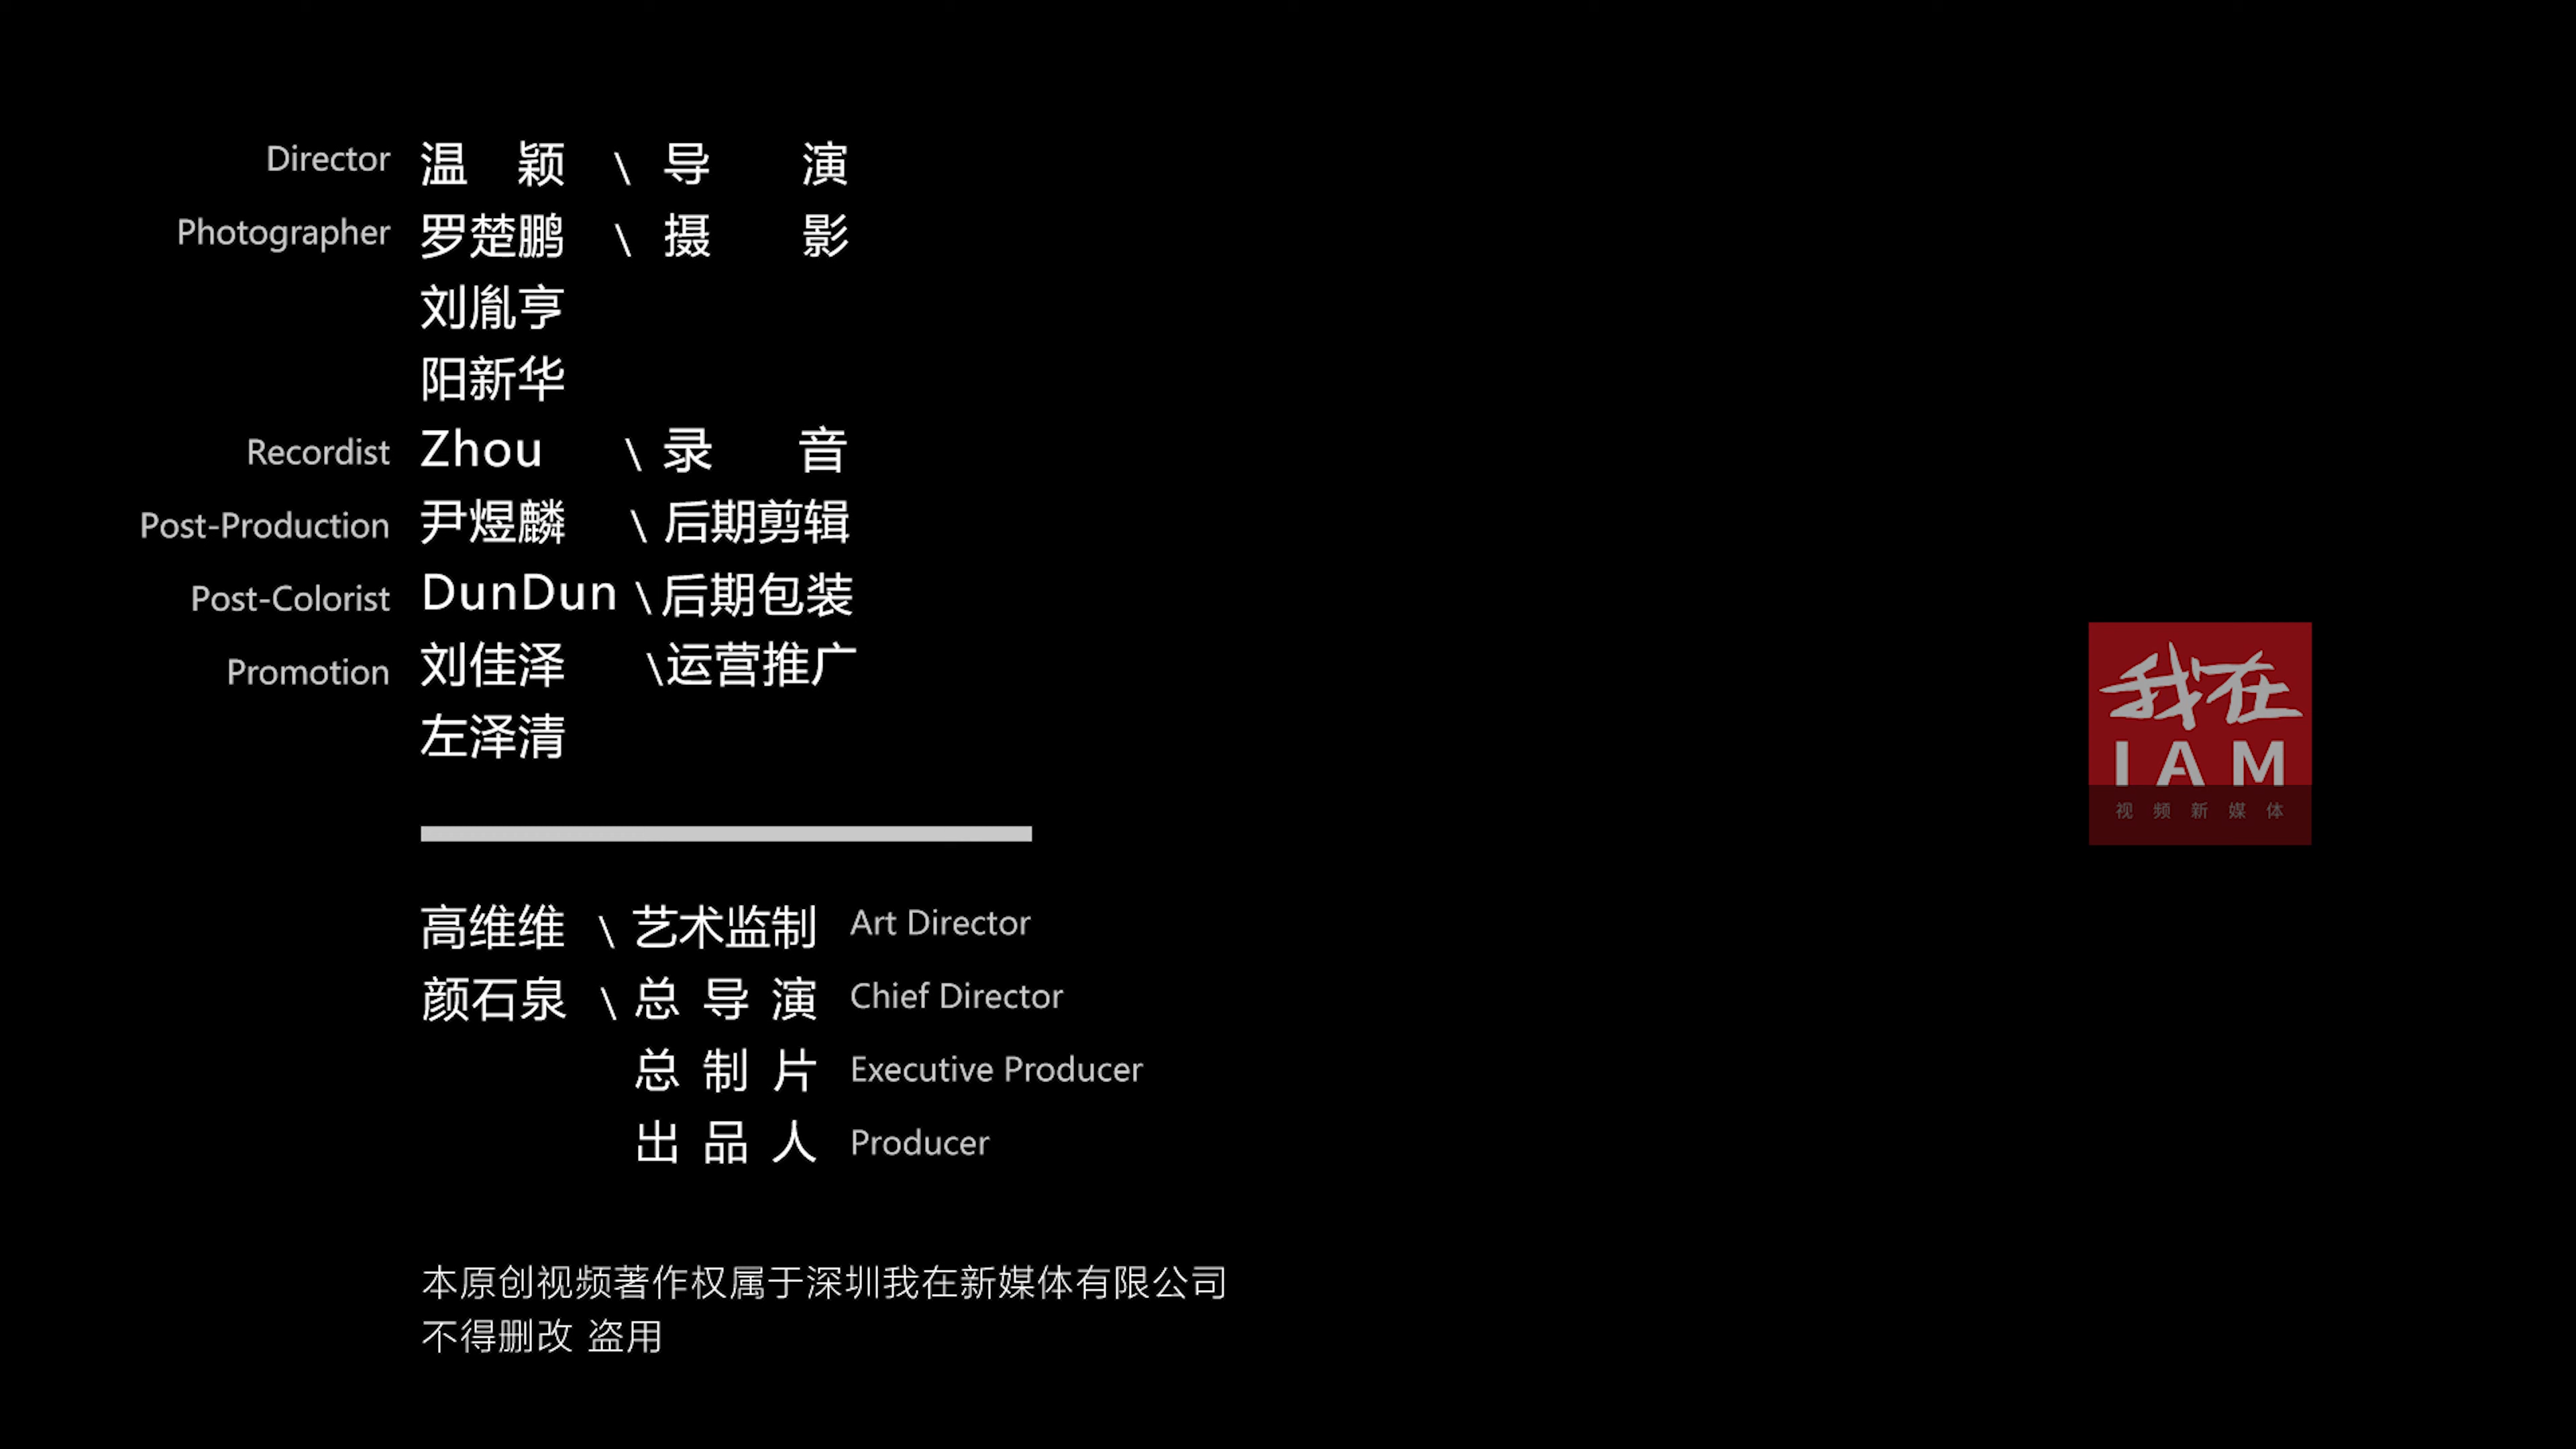 Director 温 颖 \ 导 演
Photographer 罗楚鹏 \ 摄 影
刘胤亨
阳新华
Recordist Zhou \ 录 音
Post-Production 尹煜麟 \ 后期剪辑
Post-Colorist DunDun \ 后期包装
Promotion 刘佳泽 \ 运营推广
左泽清
我在
I AM
视频新媒体
高维维 \ 艺术监制 Art Director
颜石泉 \ 总导演 Chief Director
总制片 Executive Producer
出品人 Producer
本原创视频著作权属于深圳我在新媒体有限公司
不得删改 盗用